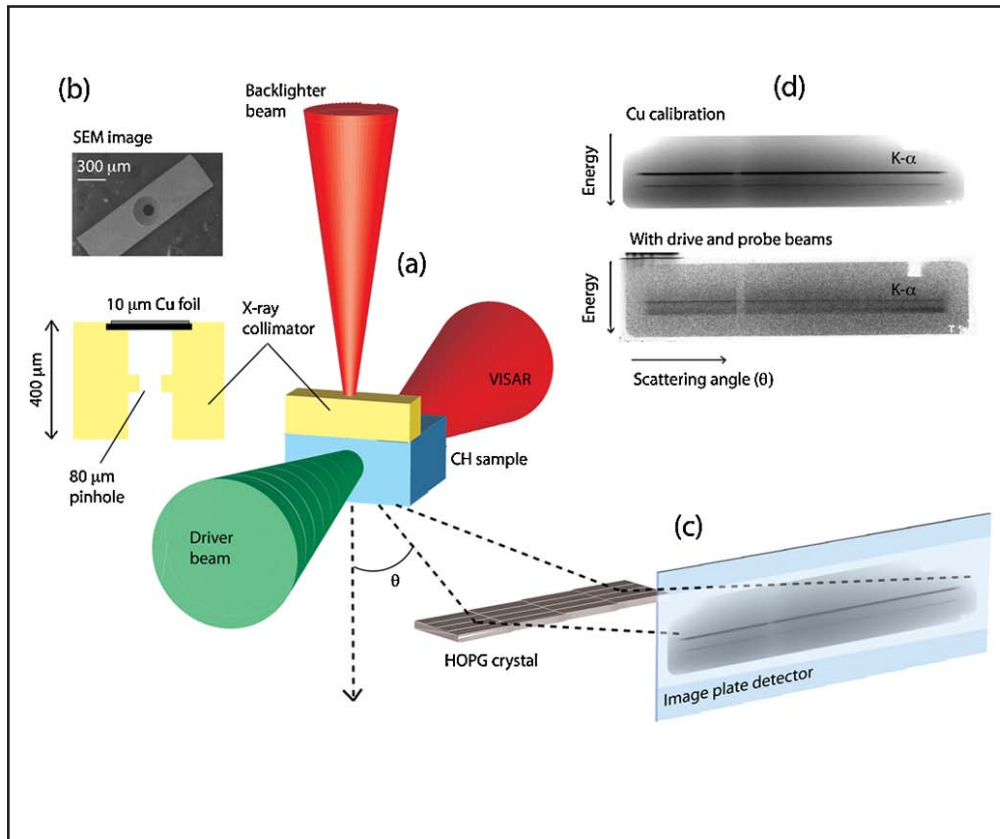 (b)
SEM image
300 μm
10 μm Cu foil
400 μm
80 μm
pinhole
Backlighter
beam
(a)
X-ray
collimator
VISAR
CH sample
Driver
beam
θ
HOPG crystal
(c)
Image plate detector
(d)
Cu calibration
Energy
K-α
With drive and probe beams
Energy
K-α
Scattering angle (θ)